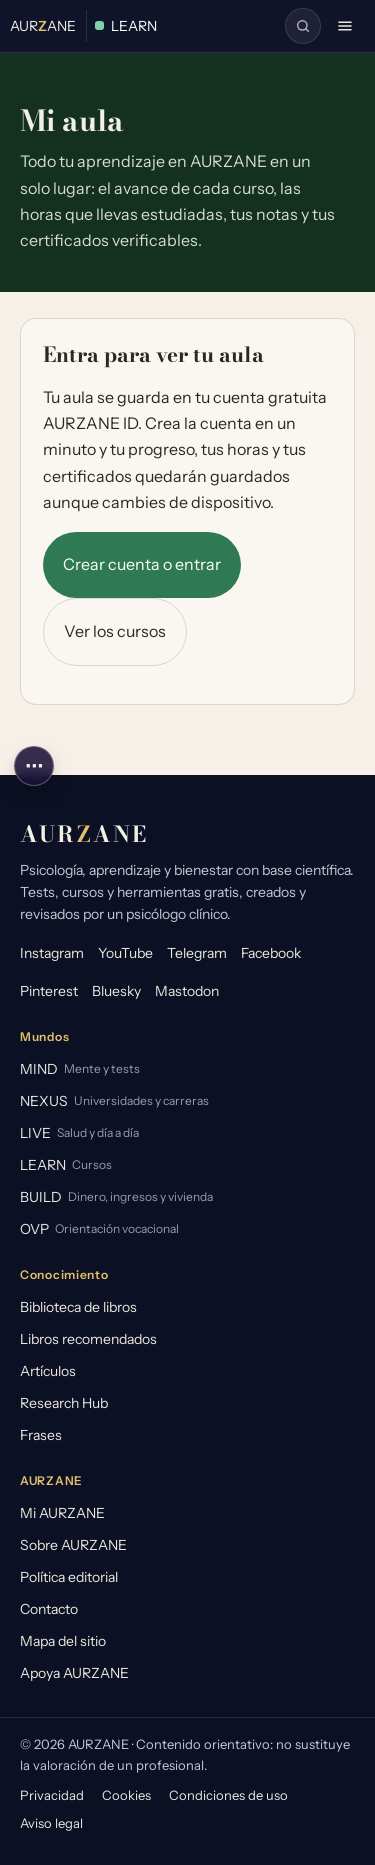 AURZANE LEARN
Mi aula
Todo tu aprendizaje en AURZANE en un
solo lugar: el avance de cada curso, las
horas que llevas estudiadas, tus notas y tus
certificados verificables.
Entra para ver tu aula
Tu aula se guarda en tu cuenta gratuita
AURZANE ID. Crea la cuenta en un
minuto y tu progreso, tus horas y tus
certificados quedarán guardados
aunque cambies de dispositivo.
Crear cuenta o entrar
Ver los cursos
AURZANE
Psicología, aprendizaje y bienestar con base científica.
Tests, cursos y herramientas gratis, creados y
revisados por un psicólogo clínico.
Instagram YouTube Telegram Facebook
Pinterest Bluesky Mastodon
Mundos
MIND Mente y tests
NEXUS Universidades y carreras
LIVE Salud y día a día
LEARN Cursos
BUILD Dinero, ingresos y vivienda
OVP Orientación vocacional
Conocimiento
Biblioteca de libros
Libros recomendados
Artículos
Research Hub
Frases
AURZANE
Mi AURZANE
Sobre AURZANE
Política editorial
Contacto
Mapa del sitio
Apoya AURZANE
© 2026 AURZANE · Contenido orientativo: no sustituye
la valoración de un profesional.
Privacidad Cookies Condiciones de uso
Aviso legal